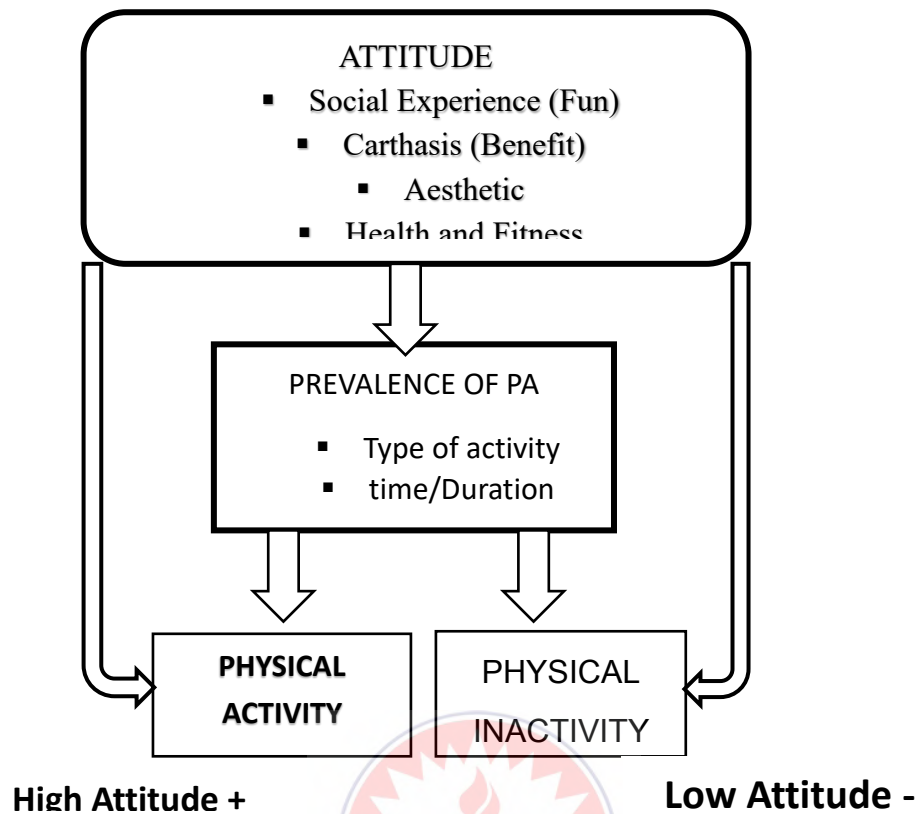 ATTITUDE
▪ Social Experience (Fun)
▪ Carthasis (Benefit)
▪ Aesthetic
▪ Health and Fitness
PREVALENCE OF PA
▪ Type of activity
▪ time/Duration
PHYSICAL
ACTIVITY
PHYSICAL
INACTIVITY
High Attitude +
Low Attitude -